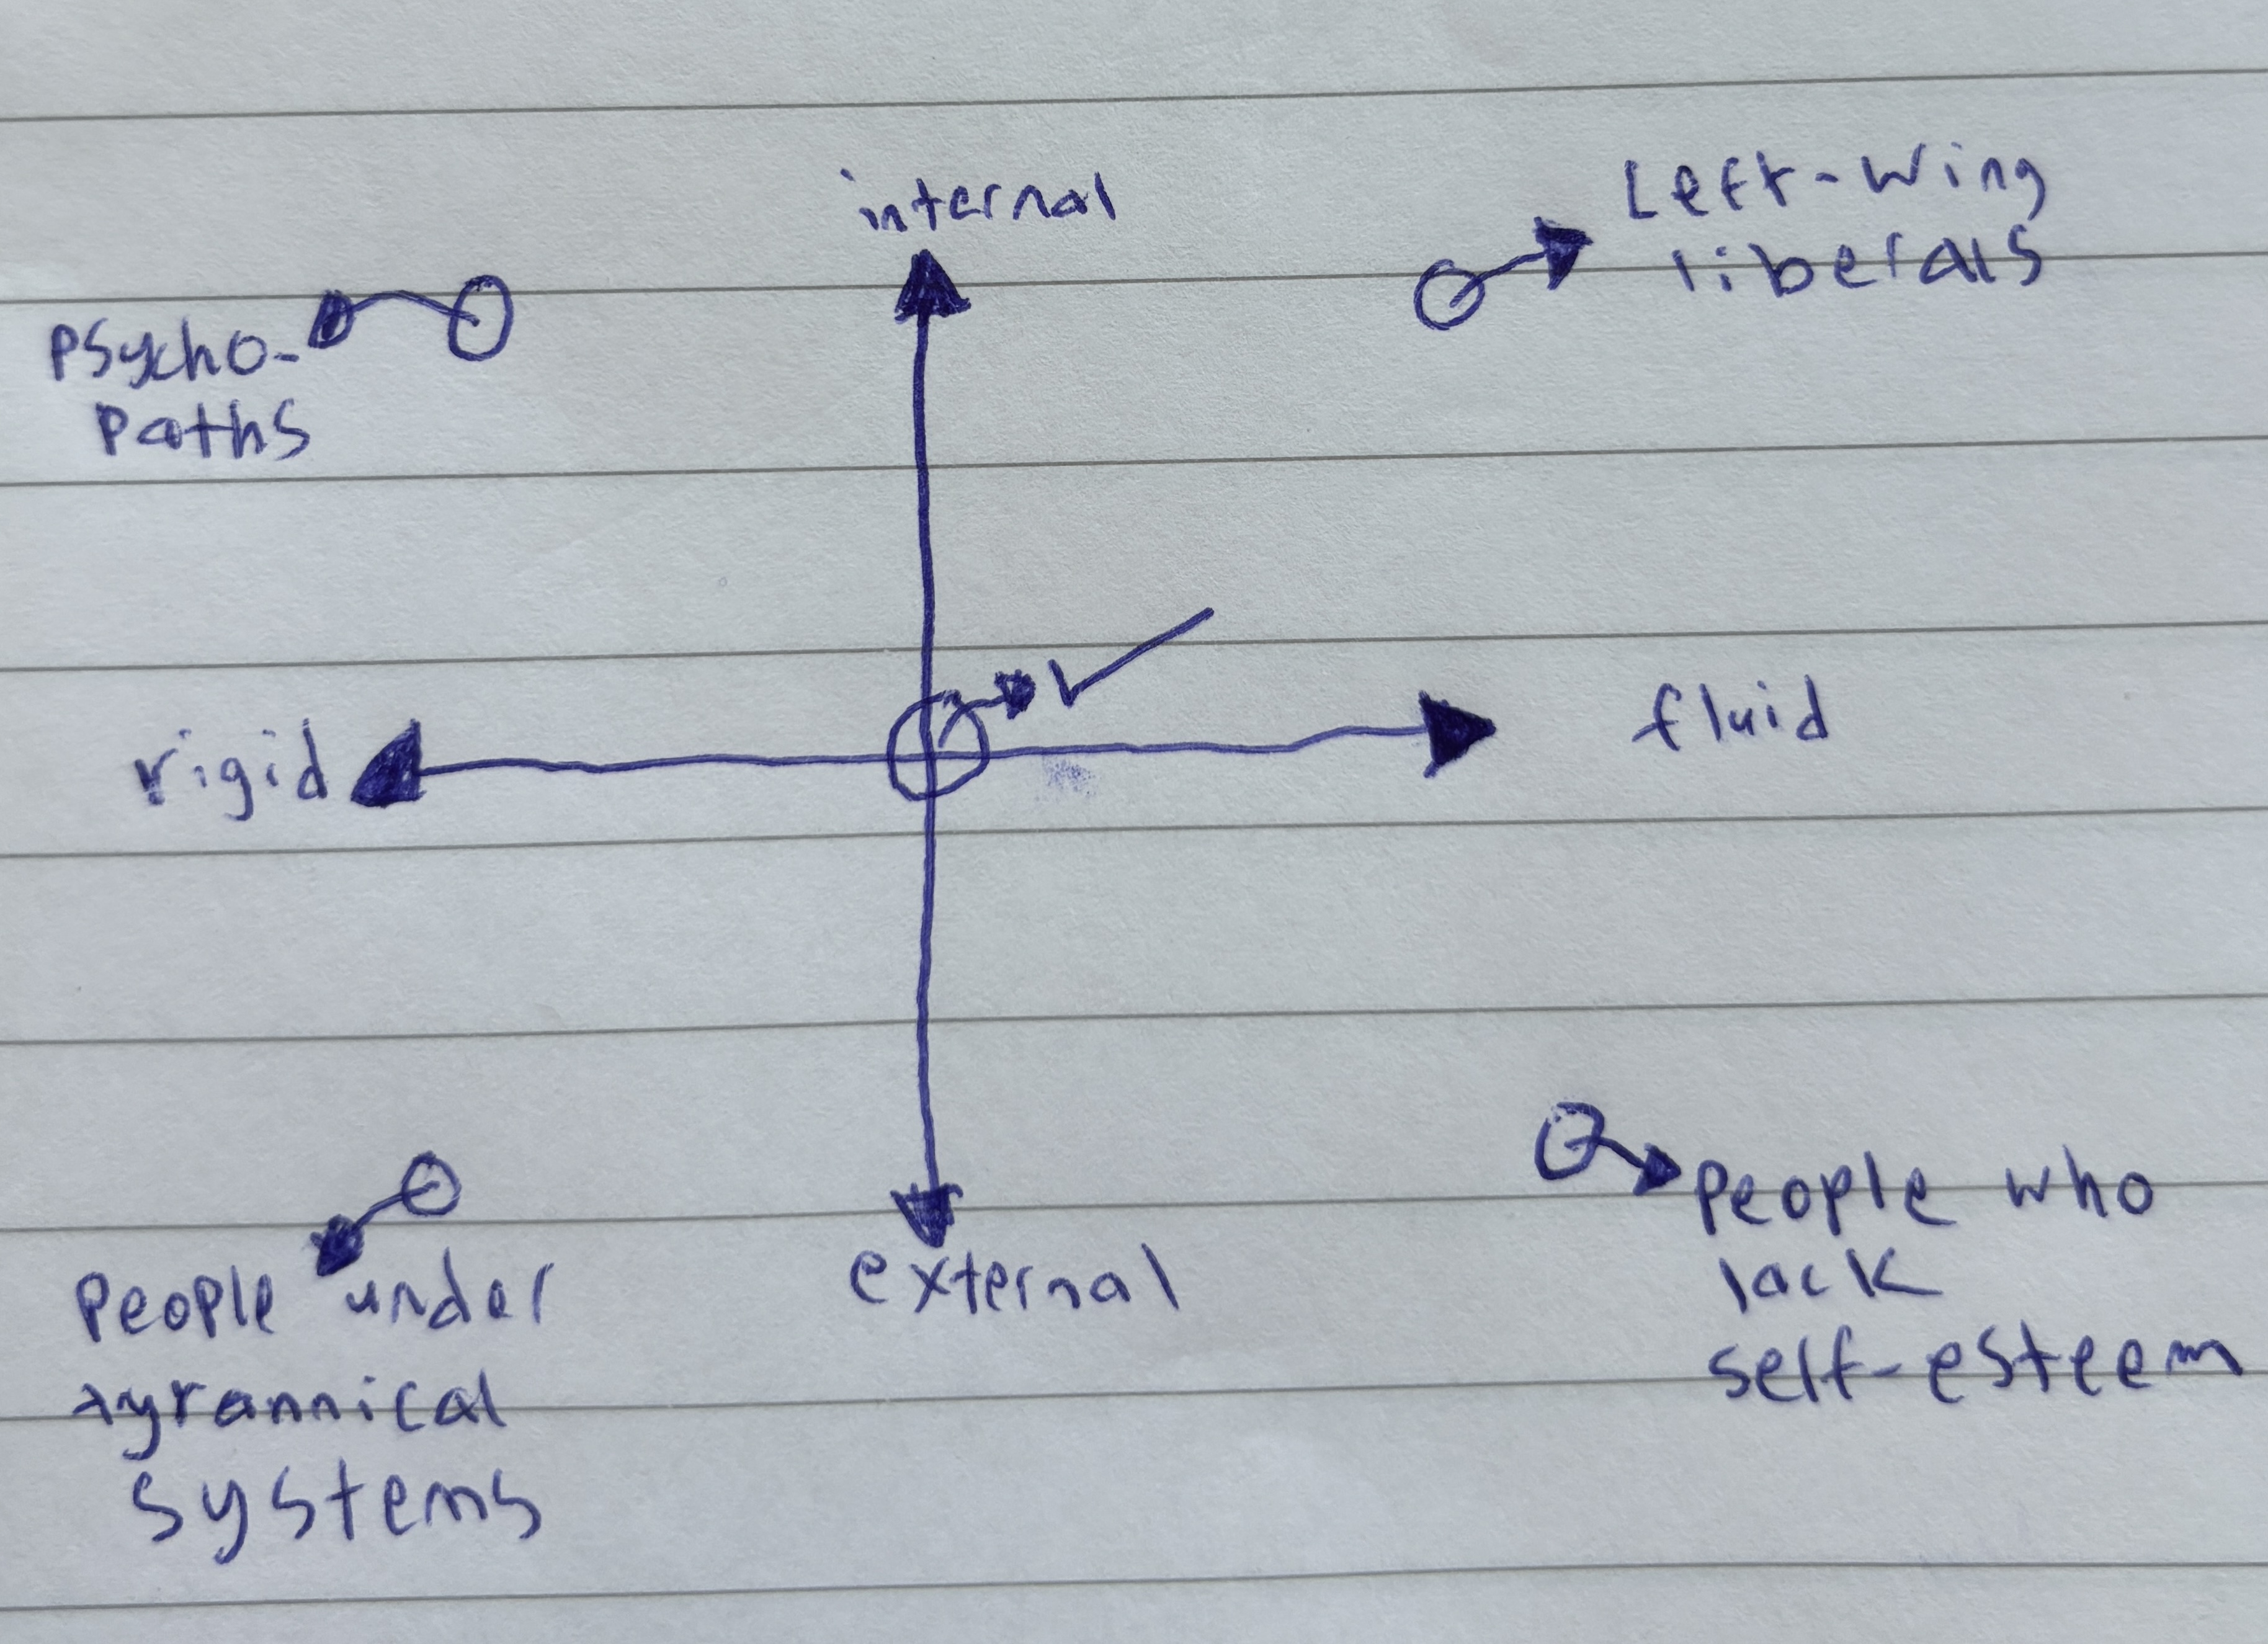 internal
Left-wing
liberals
Psycho-
Paths
rigid
fluid
external
People under
tyrannical
systems
People who
lack
self-esteem